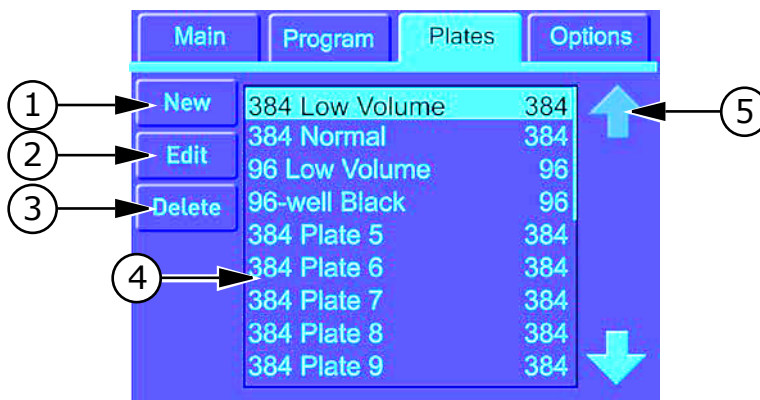 Main Program Plates Options
1 New
2 Edit
3 Delete
4
5
384 Low Volume 384
384 Normal 384
96 Low Volume 96
96-well Black 96
384 Plate 5 384
384 Plate 6 384
384 Plate 7 384
384 Plate 8 384
384 Plate 9 384